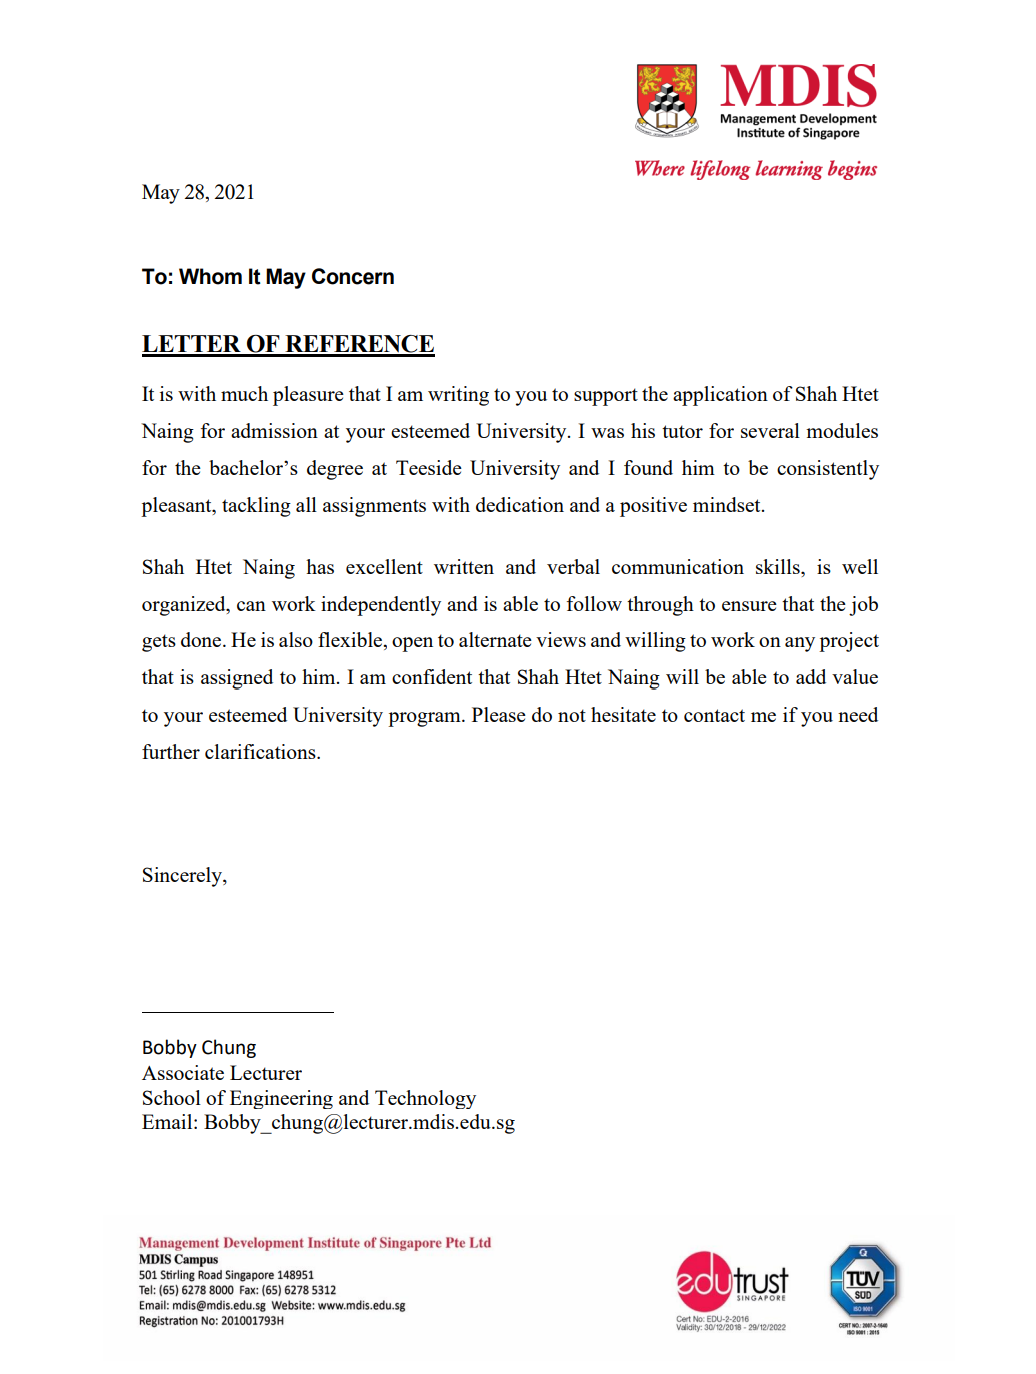 MDIS
Management Development
Institute of Singapore
Where lifelong learning begins
May 28, 2021
To: Whom It May Concern
LETTER OF REFERENCE
It is with much pleasure that I am writing to you to support the application of Shah Htet
Naing for admission at your esteemed University. I was his tutor for several modules
for the bachelor’s degree at Teeside University and I found him to be consistently
pleasant, tackling all assignments with dedication and a positive mindset.
Shah Htet Naing has excellent written and verbal communication skills, is well
organized, can work independently and is able to follow through to ensure that the job
gets done. He is also flexible, open to alternate views and willing to work on any project
that is assigned to him. I am confident that Shah Htet Naing will be able to add value
to your esteemed University program. Please do not hesitate to contact me if you need
further clarifications.
Sincerely,
Bobby Chung
Associate Lecturer
School of Engineering and Technology
Email: Bobby_chung@lecturer.mdis.edu.sg
Management Development Institute of Singapore Pte Ltd
MDIS Campus
501 Stirling Road Singapore 148951
Tel: (65) 6278 8000 Fax: (65) 6278 5312
Email: mdis@mdis.edu.sg Website: www.mdis.edu.sg
Registration No: 201001793H
edutrust
SINGAPORE
Cert No: EDU-2-2016
Validity: 30/12/2018 - 29/12/2022
TÜV
SÜD
ISO 9001
CERT NO.: 2007-2-1640
ISO 9001 : 2015